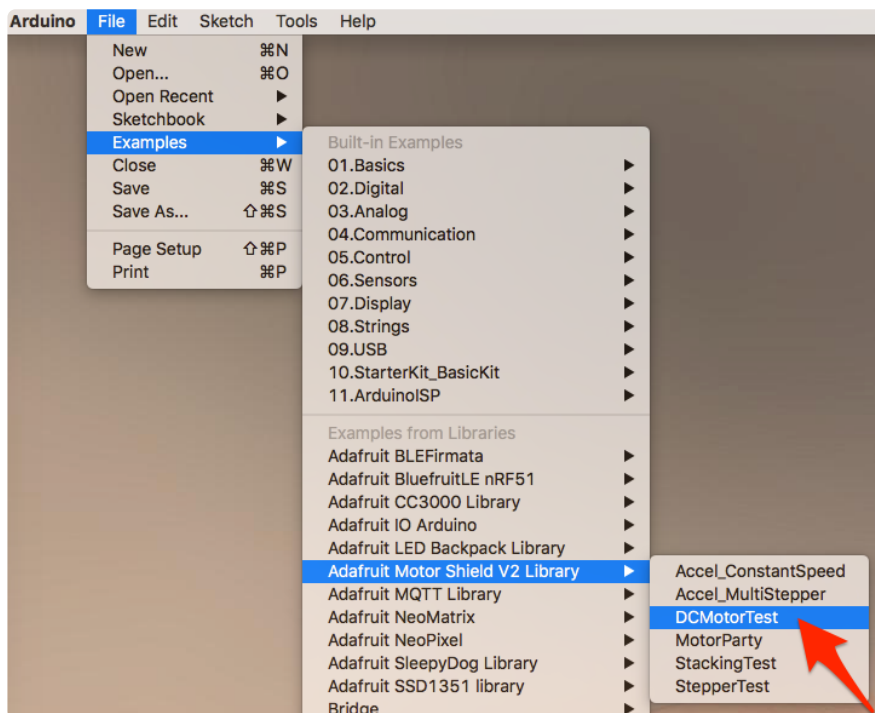 Arduino File Edit Sketch Tools Help
New ⌘N
Open... ⌘O
Open Recent ▶
Sketchbook ▶
Examples ▶
Close ⌘W
Save ⌘S
Save As... ⇧⌘S
Page Setup ⇧⌘P
Print ⌘P
Built-in Examples
01.Basics ▶
02.Digital ▶
03.Analog ▶
04.Communication ▶
05.Control ▶
06.Sensors ▶
07.Display ▶
08.Strings ▶
09.USB ▶
10.StarterKit_BasicKit ▶
11.ArduinoISP ▶
Examples from Libraries
Adafruit BLEFirmata ▶
Adafruit BluefruitLE nRF51 ▶
Adafruit CC3000 Library ▶
Adafruit IO Arduino ▶
Adafruit LED Backpack Library ▶
Adafruit Motor Shield V2 Library ▶
Adafruit MQTT Library ▶
Adafruit NeoMatrix ▶
Adafruit NeoPixel ▶
Adafruit SleepyDog Library ▶
Adafruit SSD1351 library ▶
Bridge ▶
Accel_ConstantSpeed
Accel_MultiStepper
DCMotorTest
MotorParty
StackingTest
StepperTest